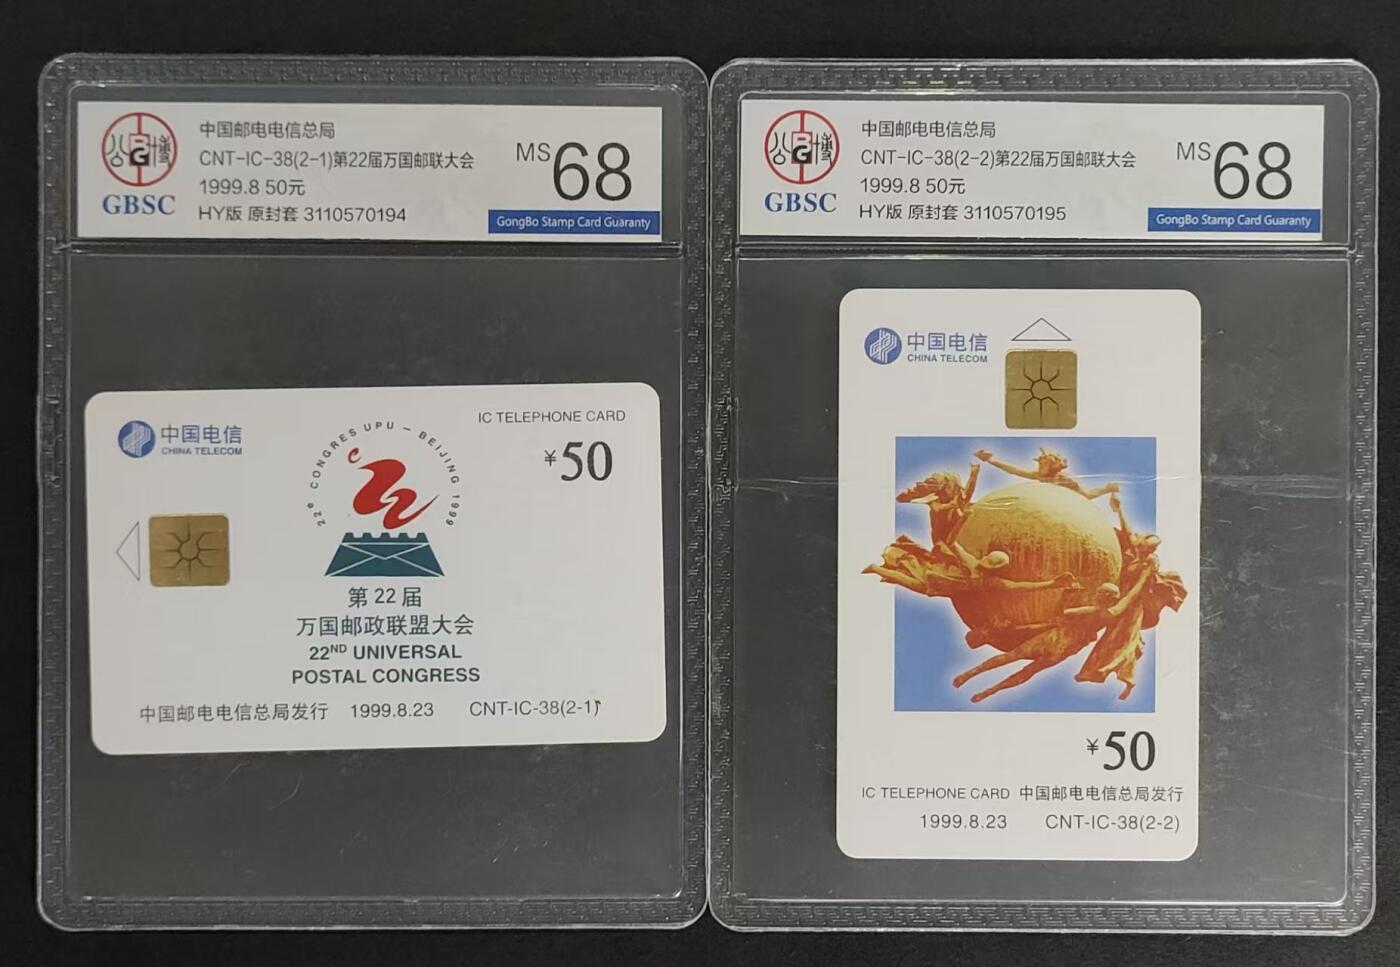 公 博
BG
GBSC
中国邮电电信总局
CNT-IC-38(2-1)第22届万国邮联大会
1999.8 50元
HY版 原封套 3110570194
MS 68
GongBo Stamp Card Guaranty
中国电信
CHINA TELECOM
IC TELEPHONE CARD
¥50
22e CONGRES UPU – BEIJING 1999
第 22 届
万国邮政联盟大会
22ND UNIVERSAL
POSTAL CONGRESS
中国邮电电信总局发行 1999.8.23 CNT-IC-38(2-1)
公 博
BG
GBSC
中国邮电电信总局
CNT-IC-38(2-2)第22届万国邮联大会
1999.8 50元
HY版 原封套 3110570195
MS 68
GongBo Stamp Card Guaranty
中国电信
CHINA TELECOM
¥50
IC TELEPHONE CARD 中国邮电电信总局发行
1999.8.23 CNT-IC-38(2-2)